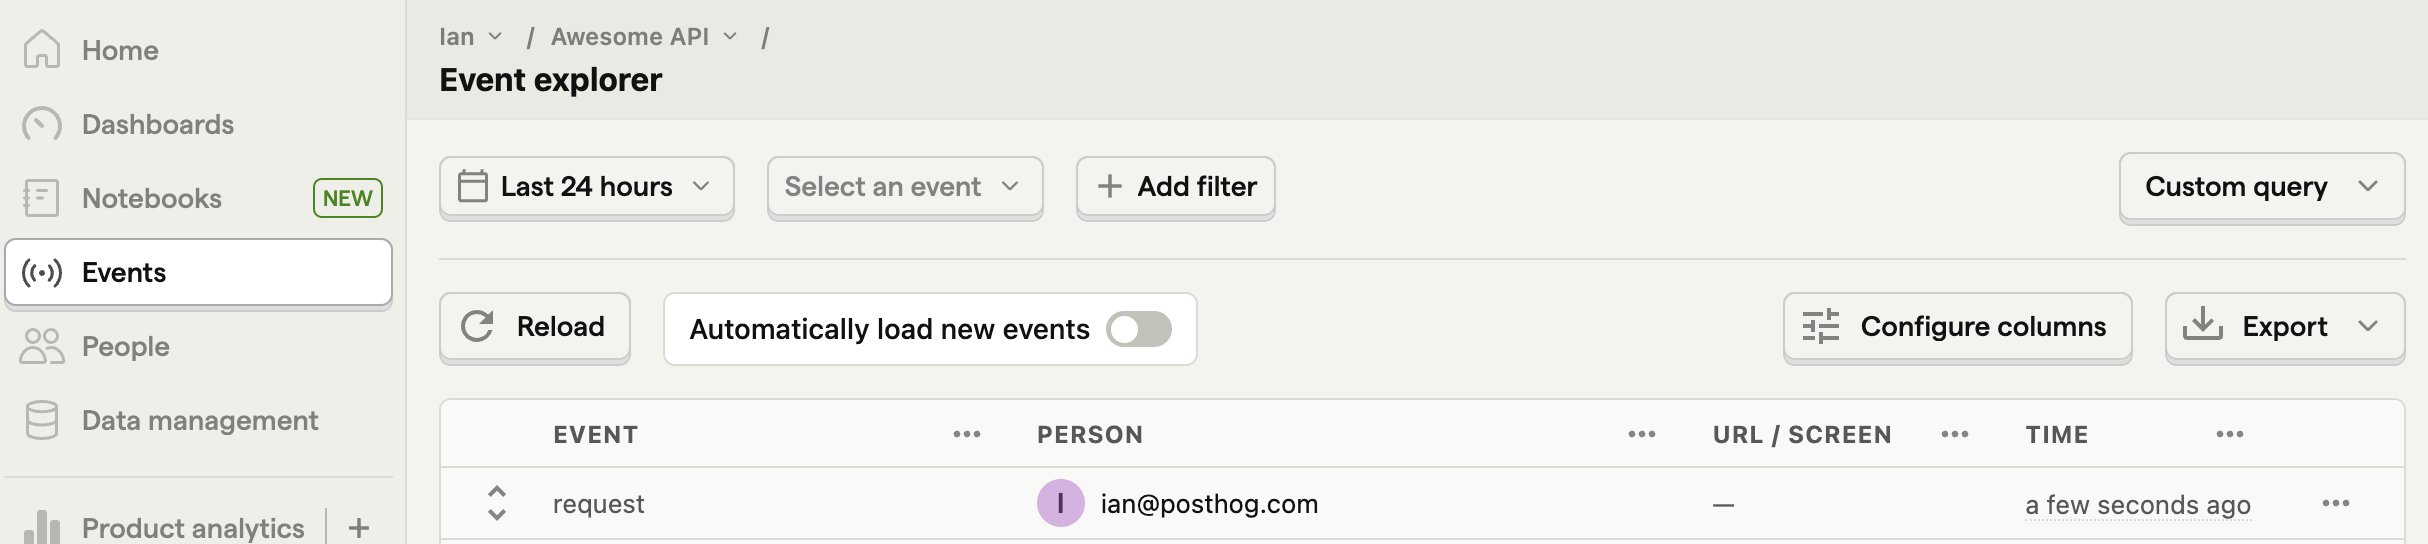 Home
Dashboards
Notebooks NEW
Events
People
Data management
Product analytics +
Ian / Awesome API /
Event explorer
Last 24 hours Select an event + Add filter Custom query
Reload Automatically load new events Configure columns Export
EVENT ••• PERSON ••• URL / SCREEN ••• TIME •••
request I ian@posthog.com — a few seconds ago •••